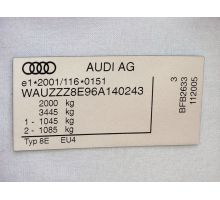 AUDI AG
e1*2001/116*0151
WAUZZZ8E96A140243
2000 kg
3445 kg
1 - 1045 kg
2 - 1085 kg
Typ 8E EU4
3
BFB2633
112005